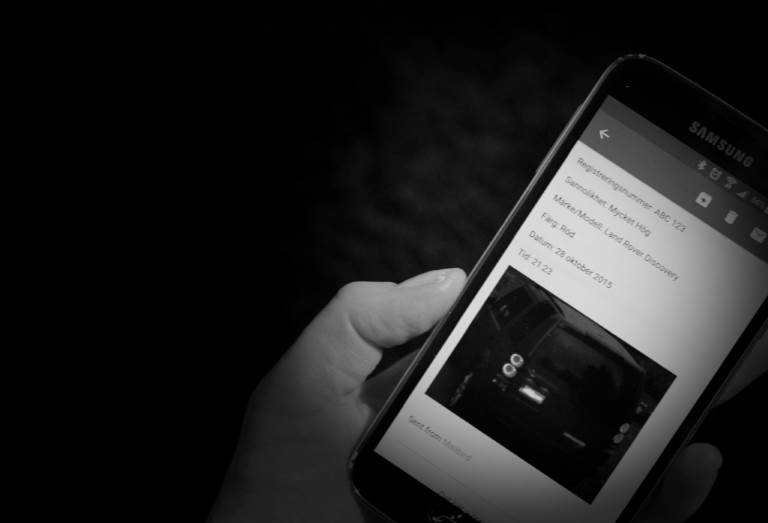 SAMSUNG
Registreringsnummer: ABC 123
Sannolikhet: Mycket Hög
Märke/Modell: Land Rover Discovery
Färg: Röd
Datum: 28 oktober 2015
Tid: 21:23
Sent from